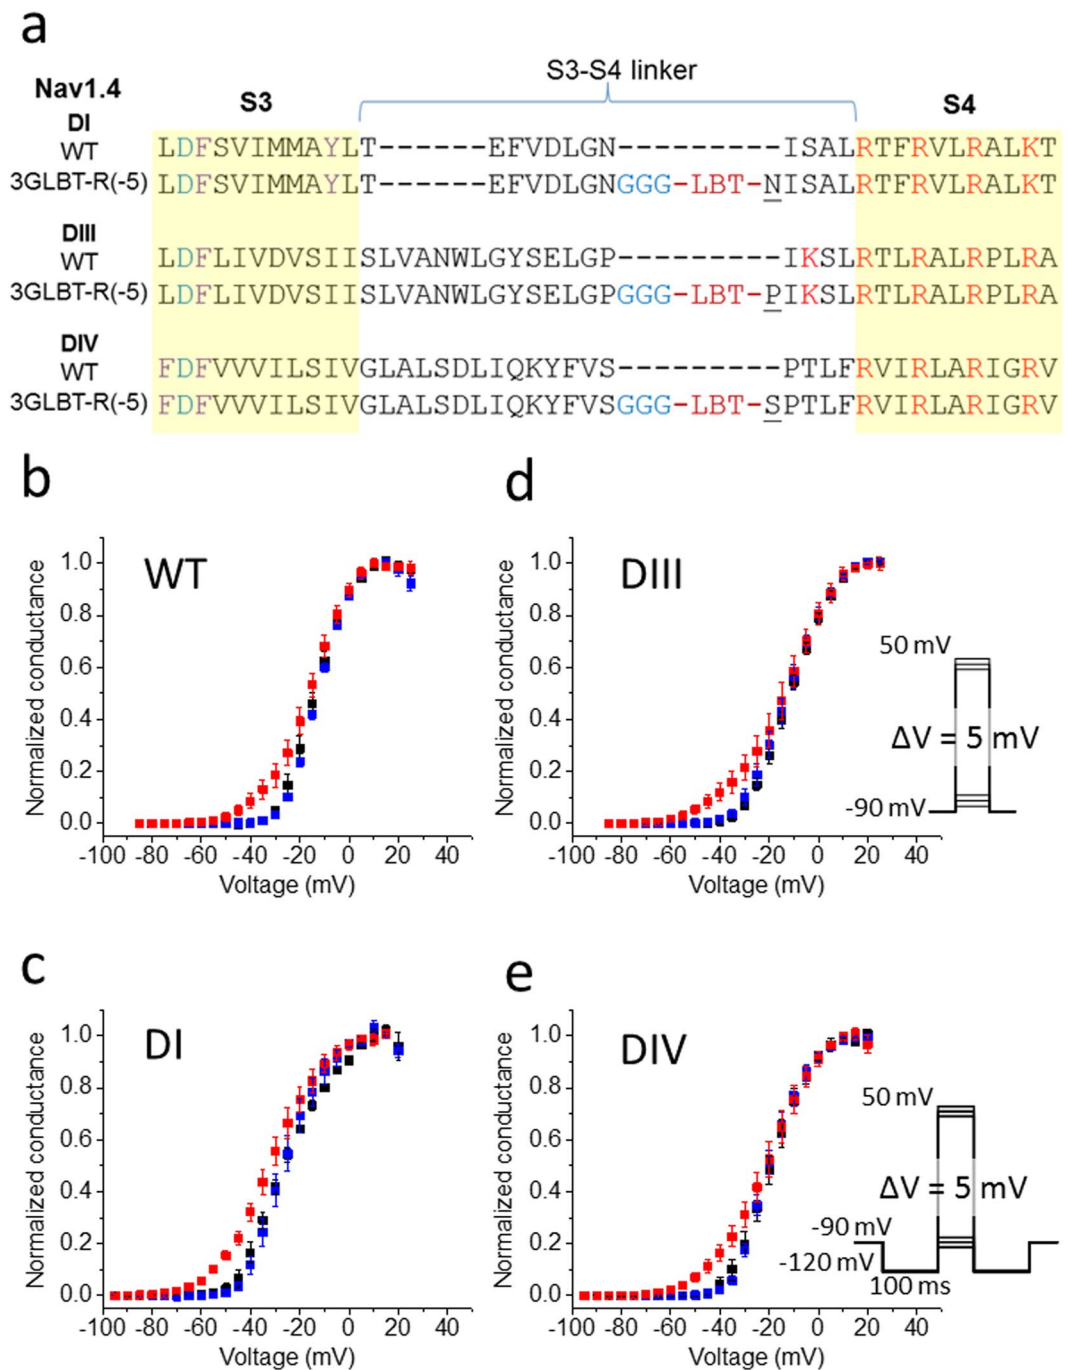 a
S3-S4 linker
Nav1.4
S3
S4
DI
WT
LDFSVIMMAYLT------EFVDLGN---------ISALRTFRVLRALKT
3GLBT-R(-5)
LDFSVIMMAYLT------EFVDLGNGGG-LBT-NISALRTFRVLRALKT
DIII
WT
LDFLIVDVSIISLVANWLGYSELGP---------IKSLRTLRALRPLRA
3GLBT-R(-5)
LDFLIVDVSIISLVANWLGYSELGPGGG-LBT-PIKSLRTLRALRPLRA
DIV
WT
FDFVVVILSIVGLALSDLIQKYFVS---------PTLFRVIRLARIGRV
3GLBT-R(-5)
FDFVVVILSIVGLALSDLIQKYFVSGGG-LBT-SPTLFRVIRLARIGRV
b
WT
Normalized conductance
1.0
0.8
0.6
0.4
0.2
0.0
-100 -80 -60 -40 -20 0 20 40
Voltage (mV)
d
DIII
Normalized conductance
1.0
0.8
0.6
0.4
0.2
0.0
-100 -80 -60 -40 -20 0 20 40
Voltage (mV)
50 mV
ΔV = 5 mV
-90 mV
c
DI
Normalized conductance
1.0
0.8
0.6
0.4
0.2
0.0
-100 -80 -60 -40 -20 0 20 40
Voltage (mV)
e
DIV
Normalized conductance
1.0
0.8
0.6
0.4
0.2
0.0
-100 -80 -60 -40 -20 0 20 40
Voltage (mV)
50 mV
ΔV = 5 mV
-90 mV
-120 mV
100 ms